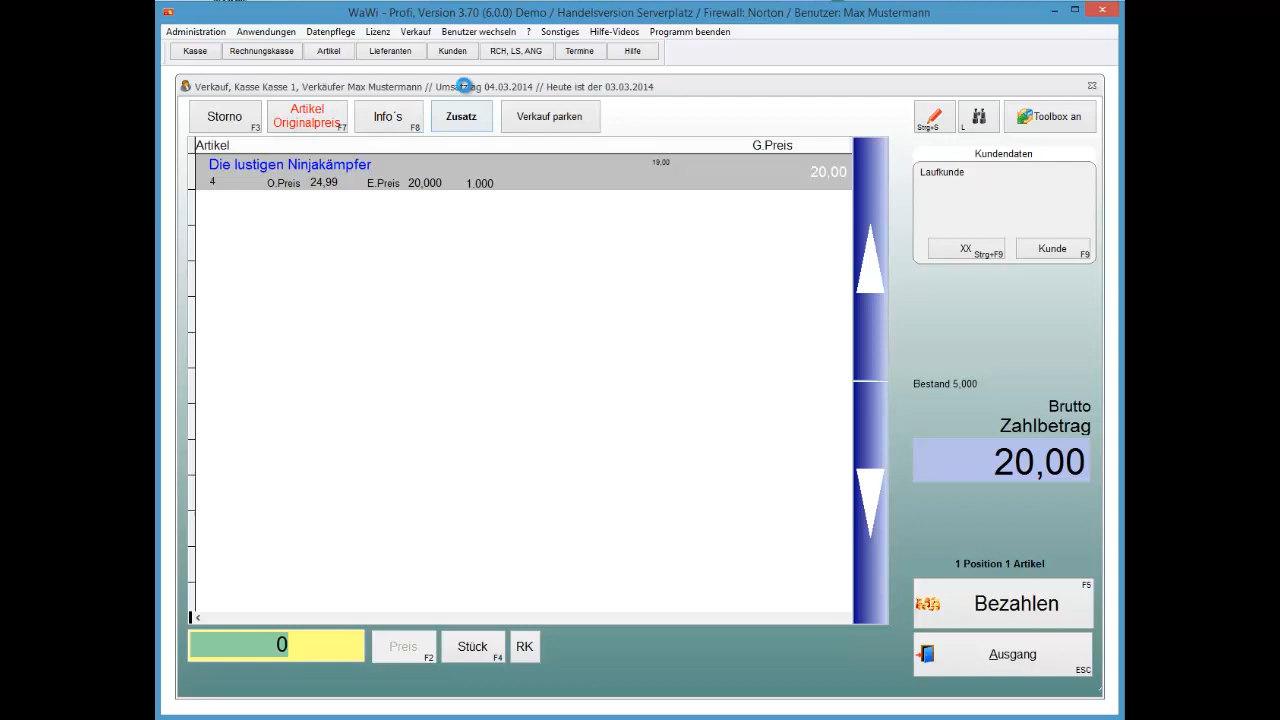 WaWi - Profi, Version 3.70 (6.0.0) Demo / Handelsversion Serverplatz / Firewall: Norton / Benutzer: Max Mustermann
Administration Anwendungen Datenpflege Lizenz Verkauf Benutzer wechseln ? Sonstiges Hilfe-Videos Programm beenden
Kasse Rechnungskasse Artikel Lieferanten Kunden RCH, LS, ANG Termine Hilfe
Verkauf, Kasse Kasse 1, Verkäufer Max Mustermann // 04.03.2014 // Heute ist der 03.03.2014
Storno F3
Artikel
Originalpreis F7
Info´s F8
Zusatz
Verkauf parken
Strg+S
L
Toolbox an
Artikel G.Preis
Kundendaten
Die lustigen Ninjakämpfer 19,00 20,00
4 O.Preis 24,99 E.Preis 20,000 1.000
Laufkunde
XX Strg+F9 Kunde F9
Bestand 5,000
Brutto
Zahlbetrag
20,00
1 Position 1 Artikel
Bezahlen F5
<
0 Preis F2 Stück F4 RK
Ausgang ESC